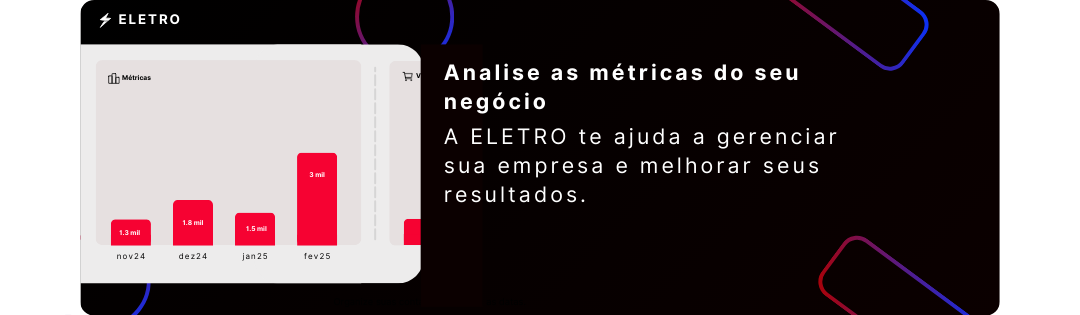 ELETRO
Métricas
V
1.3 mil
1.8 mil
1.5 mil
3 mil
nov24
dez24
jan25
fev25
Analise as métricas do seu
negócio
A ELETRO te ajuda a gerenciar
sua empresa e melhorar seus
resultados.